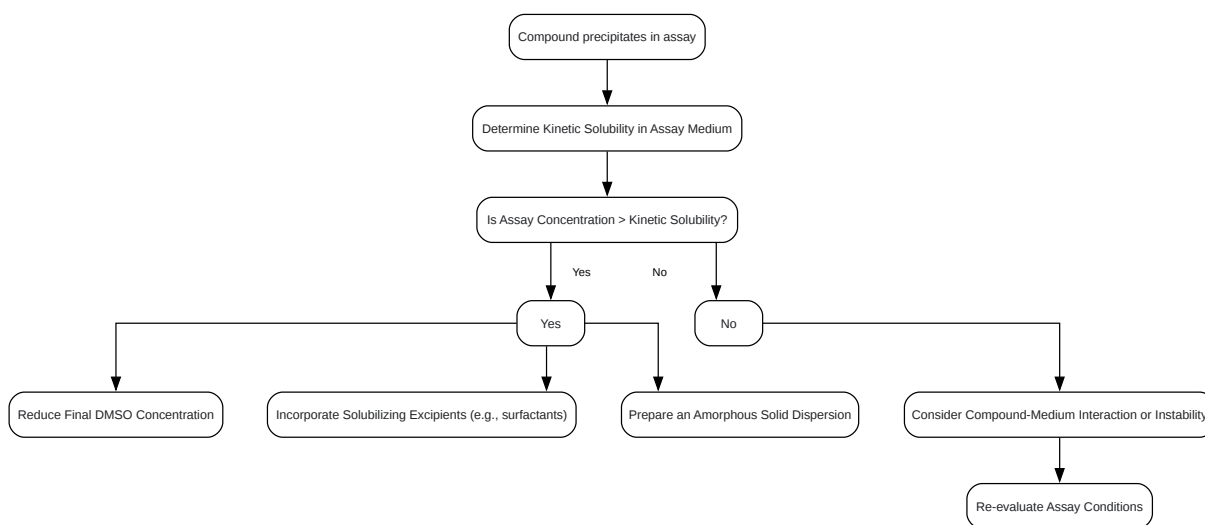 Compound precipitates in assay
Determine Kinetic Solubility in Assay Medium
Is Assay Concentration > Kinetic Solubility?
Yes
No
Yes
No
Reduce Final DMSO Concentration
Incorporate Solubilizing Excipients (e.g., surfactants)
Prepare an Amorphous Solid Dispersion
Consider Compound-Medium Interaction or Instability
Re-evaluate Assay Conditions